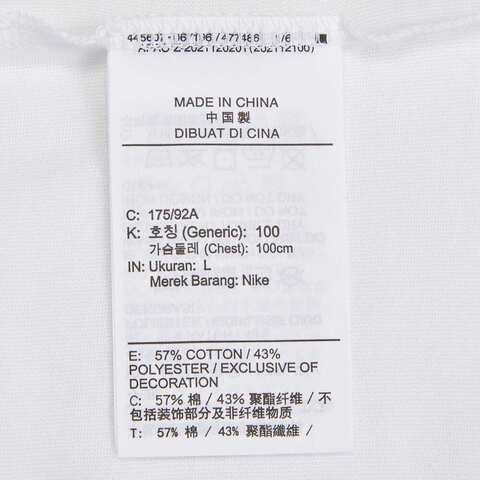 MADE IN CHINA
中国製
DIBUAT DI CINA
C: 175/92A
K: 호칭 (Generic): 100
가슴둘레 (Chest): 100cm
IN: Ukuran: L
Merek Barang: Nike
E: 57% COTTON / 43%
POLYESTER / EXCLUSIVE OF
DECORATION
C: 57% 棉 / 43% 聚酯纤维 / 不
包括装饰部分及非纤维物质
T: 57% 棉 / 43% 聚酯纖維 /